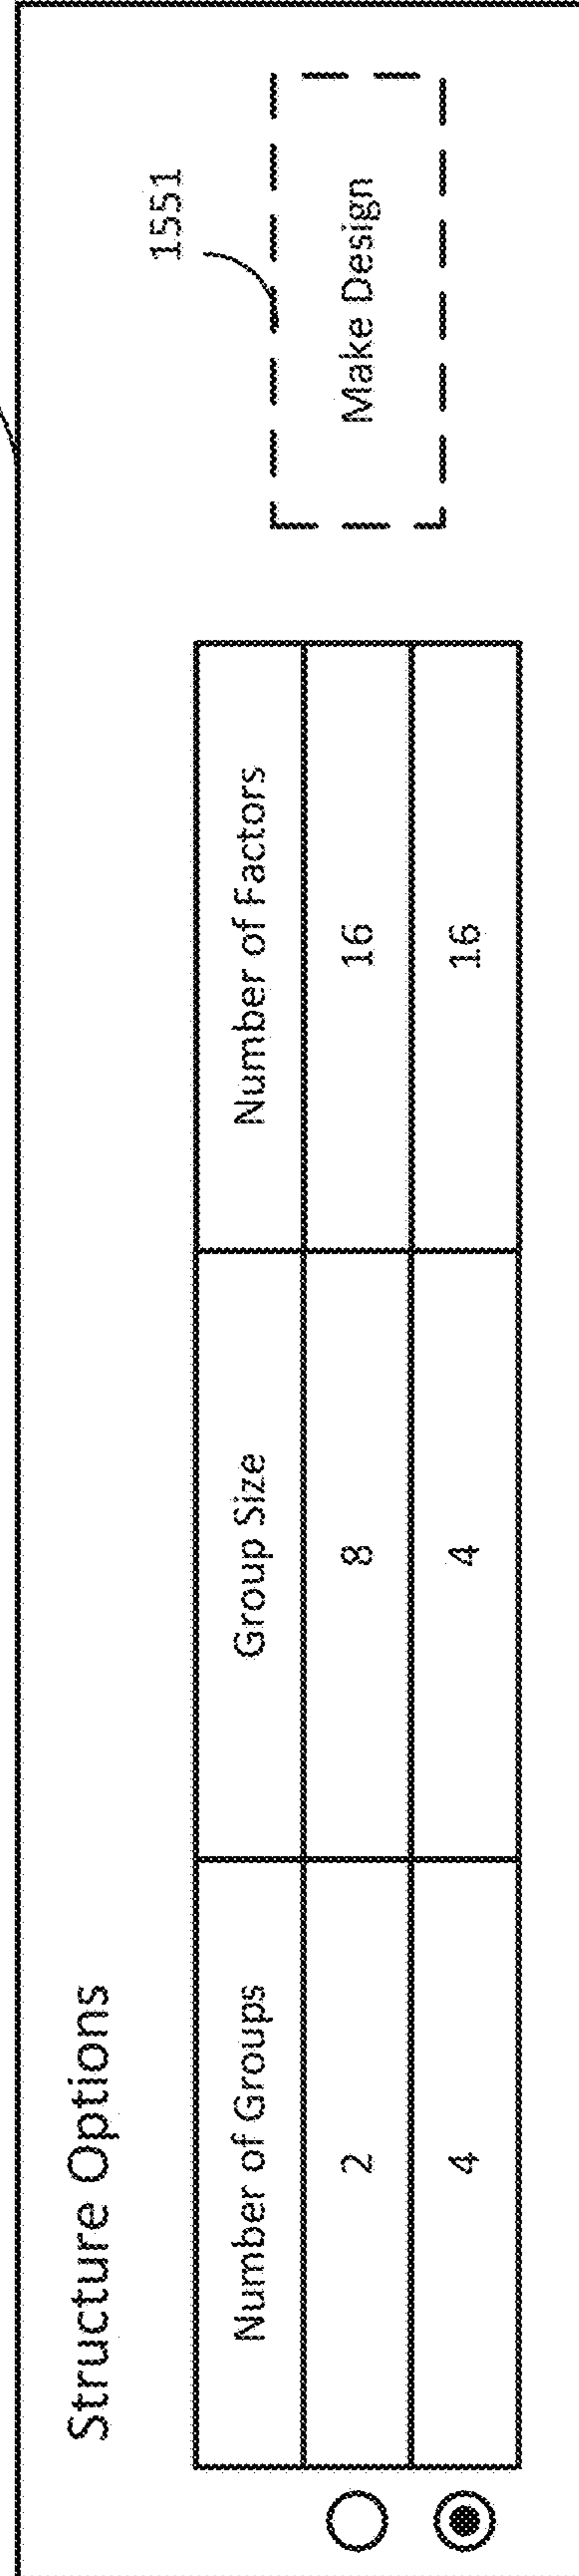 Structure Options
1551
Number of Groups Group Size Number of Factors
2 8 16
4 4 16
Make Design